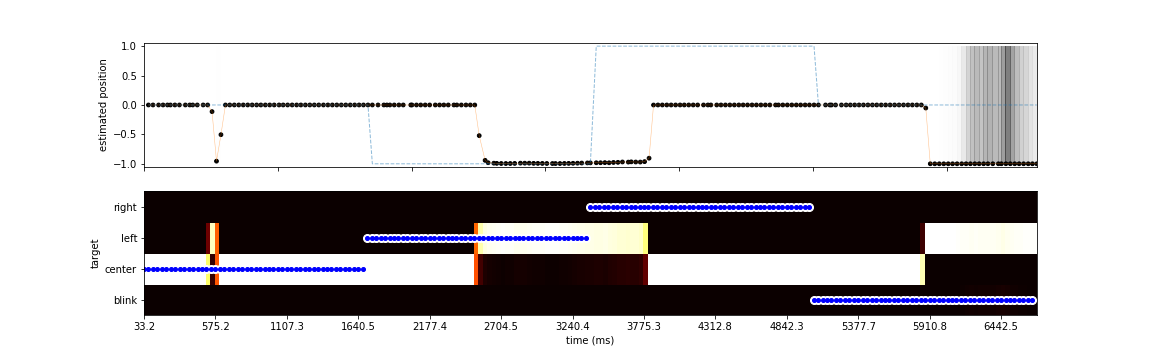 1.0
0.5
0.0
−0.5
−1.0
estimated position
right
left
center
blink
target
33.2 575.2 1107.3 1640.5 2177.4 2704.5 3240.4 3775.3 4312.8 4842.3 5377.7 5910.8 6442.5
time (ms)